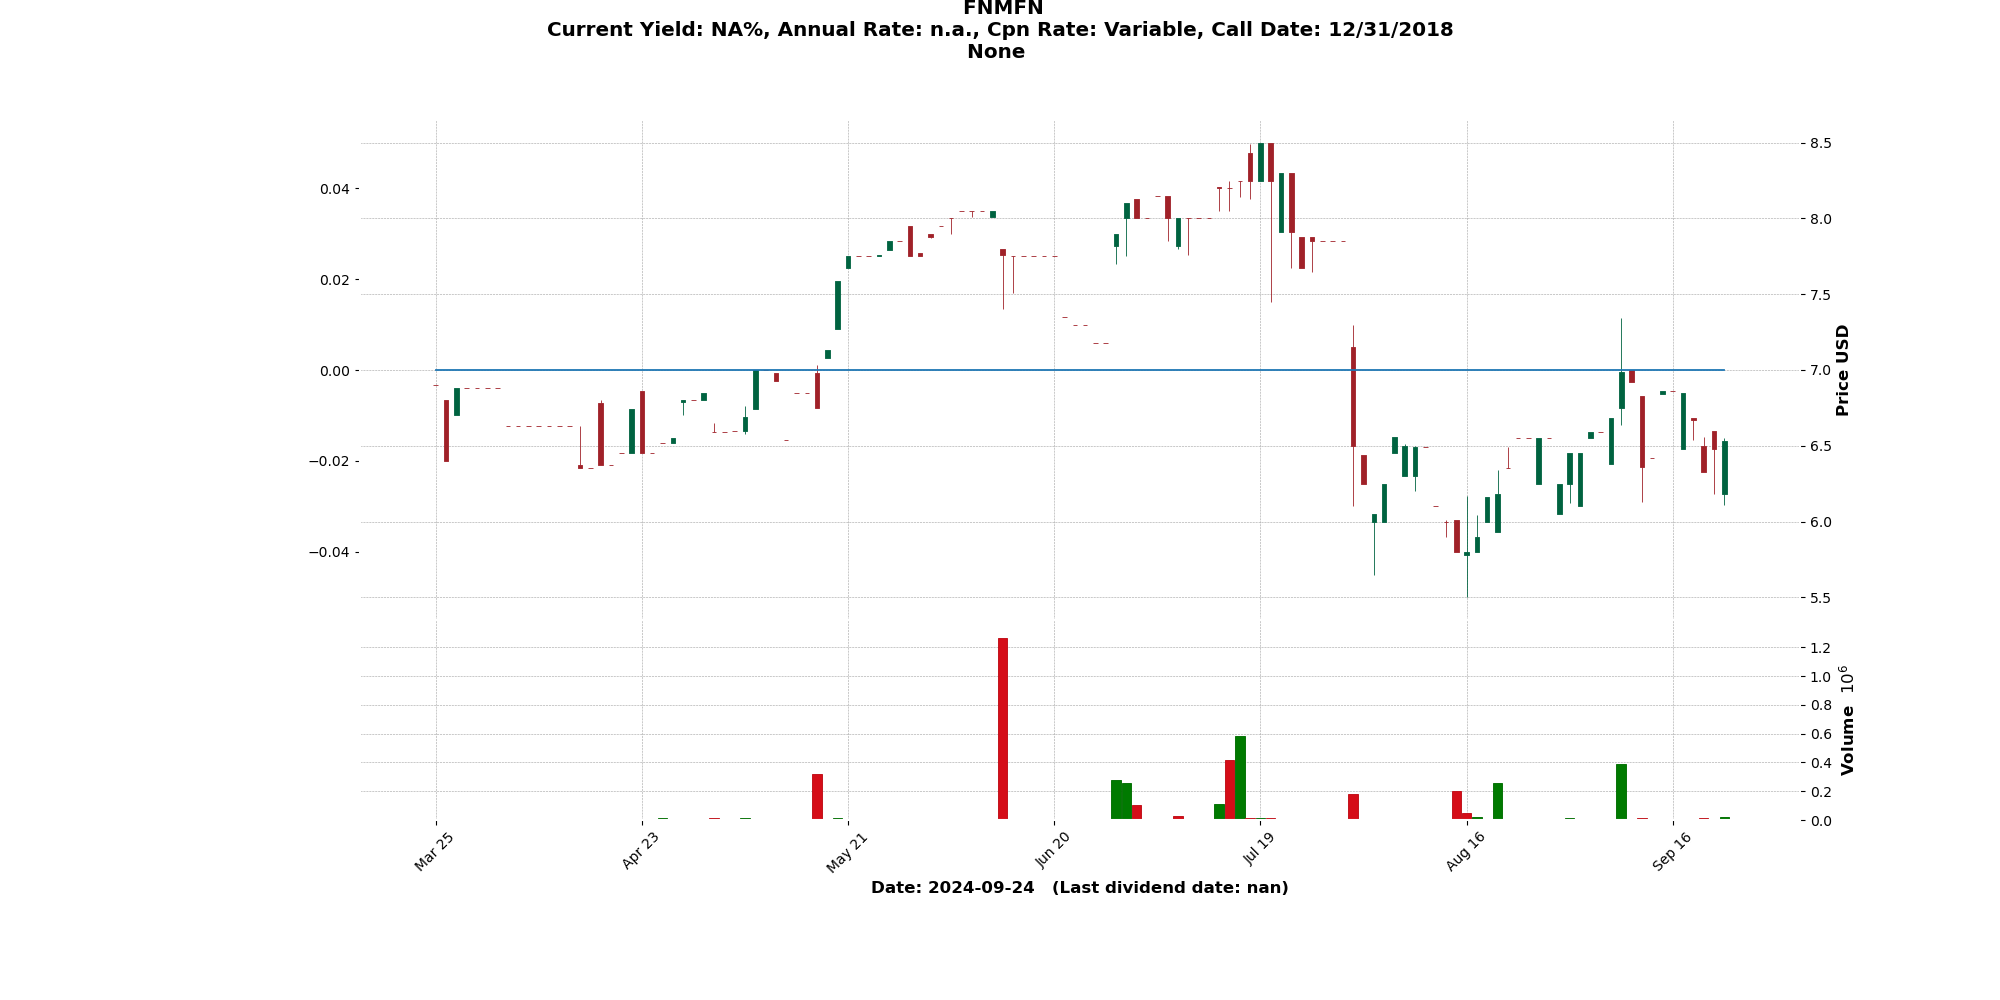 FNMFN
Current Yield: NA%, Annual Rate: n.a., Cpn Rate: Variable, Call Date: 12/31/2018
None
0.04
0.02
0.00
−0.02
−0.04
8.5
8.0
7.5
7.0
6.5
6.0
5.5
Price USD
1.2
1.0
0.8
0.6
0.4
0.2
0.0
Volume 10^6
Mar 25
Apr 23
May 21
Jun 20
Jul 19
Aug 16
Sep 16
Date: 2024-09-24 (Last dividend date: nan)